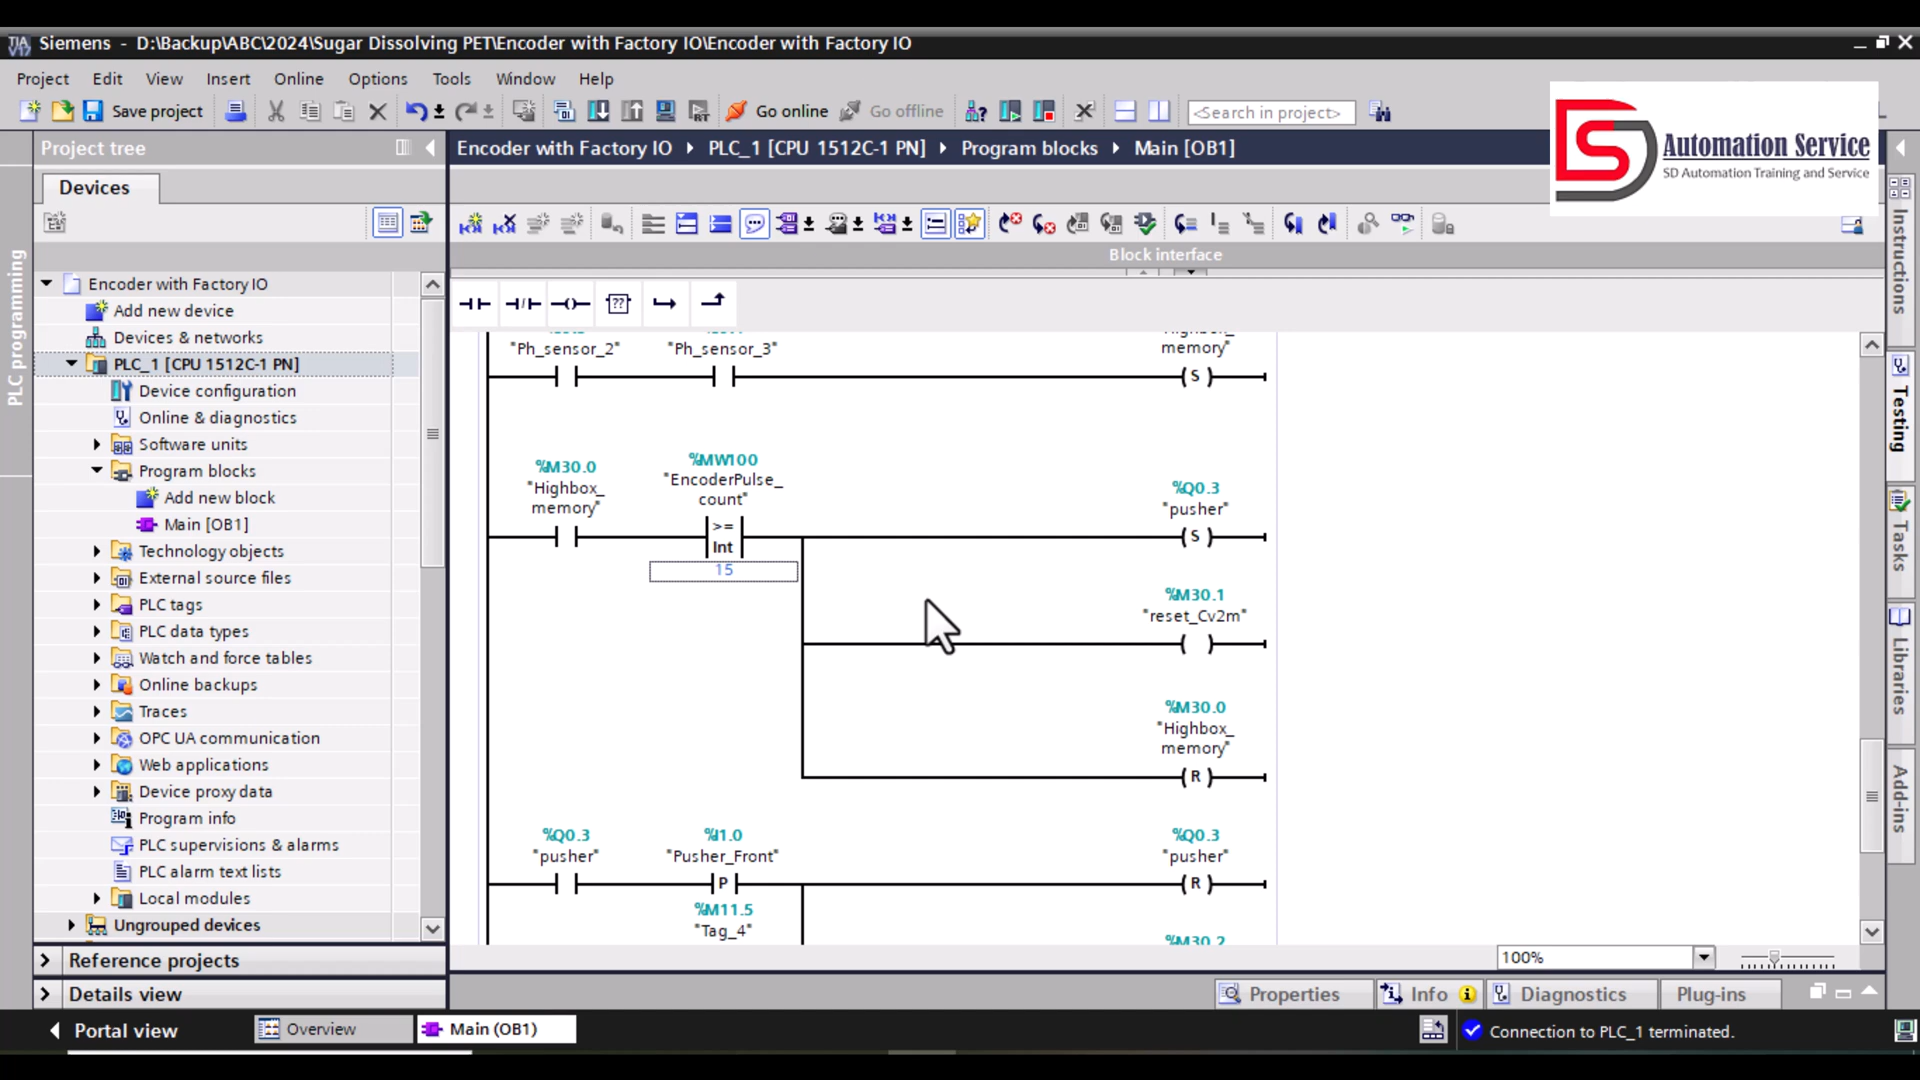 Siemens - D:\Backup\ABC\2024\Sugar Dissolving PET\Encoder with Factory IO\Encoder with Factory IO
Project Edit View Insert Online Options Tools Window Help
Save project Go online Go offline <Search in project>
Automation Service
SD Automation Training and Service
Project tree
Encoder with Factory IO PLC_1 [CPU 1512C-1 PN] Program blocks Main [OB1]
Devices
Block interface
PLC programming
Encoder with Factory IO
Add new device
Devices & networks
PLC_1 [CPU 1512C-1 PN]
Device configuration
Online & diagnostics
Software units
Program blocks
Add new block
Main [OB1]
Technology objects
External source files
PLC tags
PLC data types
Watch and force tables
Online backups
Traces
OPC UA communication
Web applications
Device proxy data
Program info
PLC supervisions & alarms
PLC alarm text lists
Local modules
Ungrouped devices
Reference projects
Details view
"Ph_sensor_2" "Ph_sensor_3" memory"
S
%M30.0
"Highbox_
memory"
%MW100
"EncoderPulse_
count"
>=
Int
15
%Q0.3
"pusher"
S
%M30.1
"reset_Cv2m"
%M30.0
"Highbox_
memory"
R
%Q0.3
"pusher"
%I1.0
"Pusher_Front"
P
%M11.5
"Tag_4"
%Q0.3
"pusher"
R
%M30.2
100%
Instructions
Testing
Tasks
Libraries
Add-ins
Properties Info Diagnostics Plug-ins
Portal view Overview Main (OB1) Connection to PLC_1 terminated.